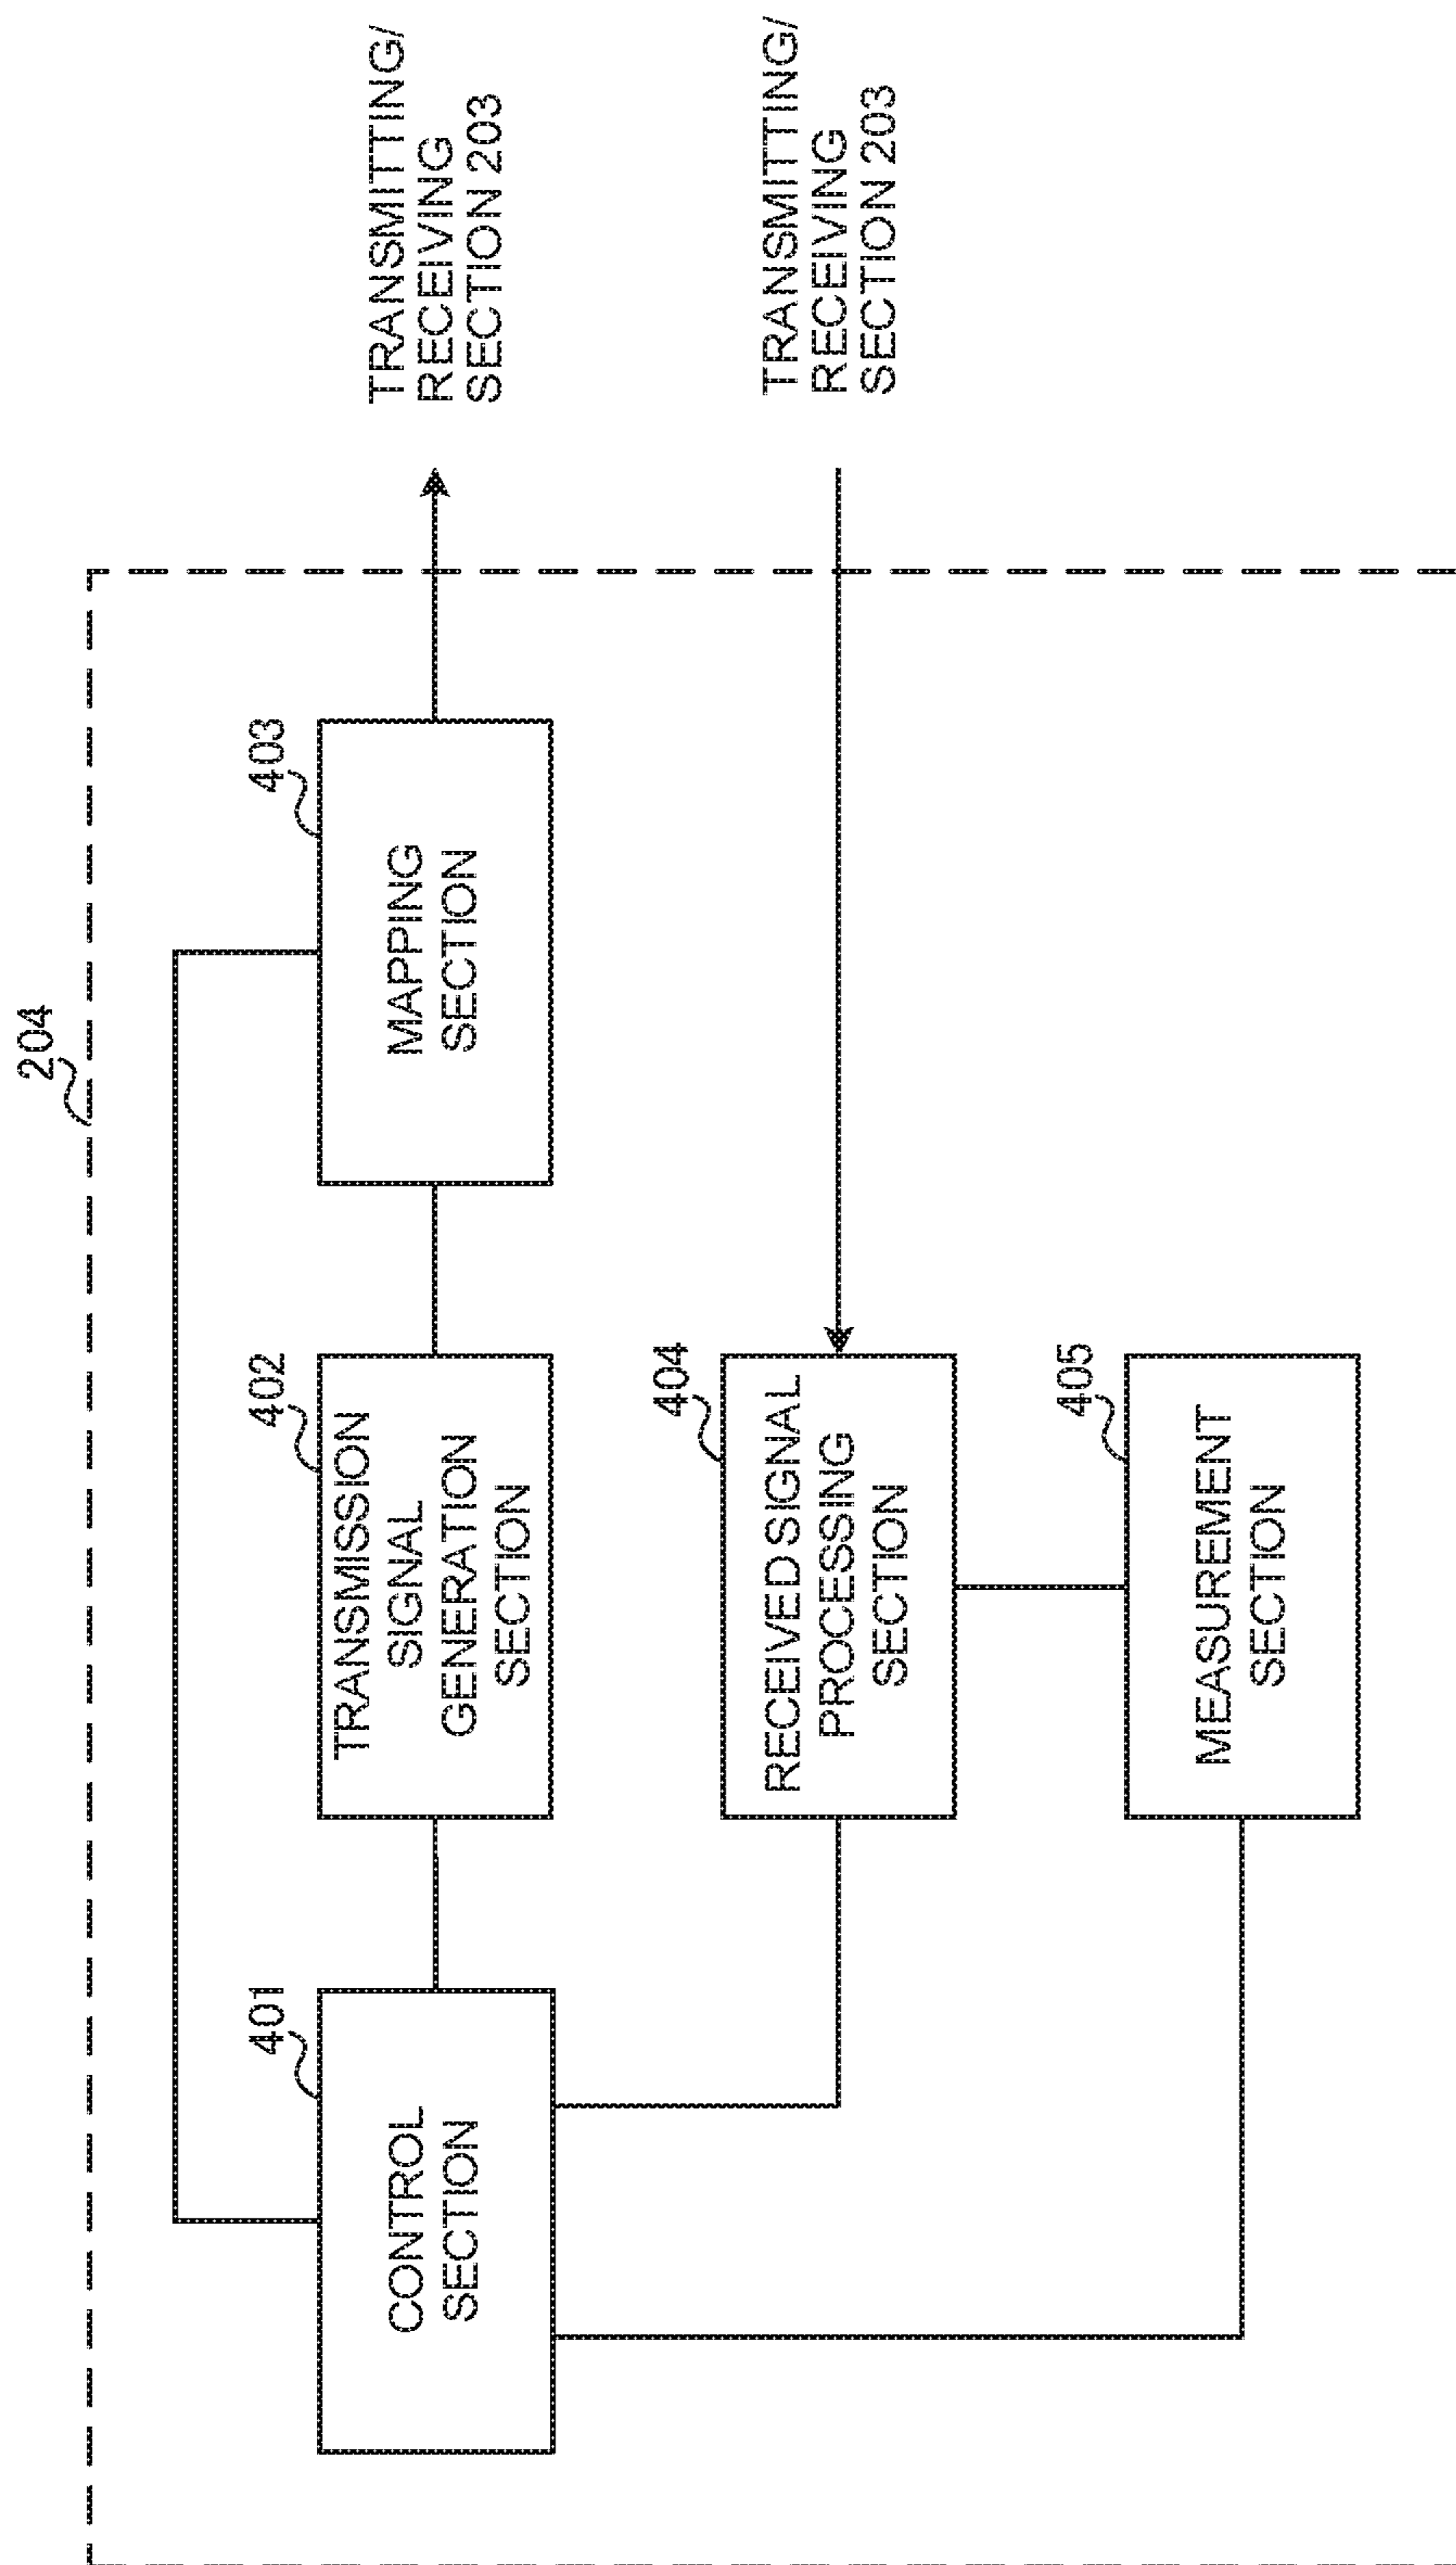 204
401
CONTROL
SECTION
402
TRANSMISSION
SIGNAL
GENERATION
SECTION
403
MAPPING
SECTION
TRANSMITTING/
RECEIVING
SECTION 203
404
RECEIVED SIGNAL
PROCESSING
SECTION
TRANSMITTING/
RECEIVING
SECTION 203
405
MEASUREMENT
SECTION